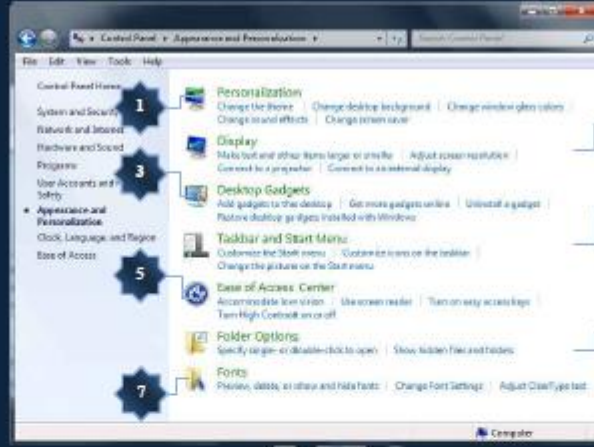 Control Panel ▸ Appearance and Personalization ▸
Search Control Panel
File Edit View Tools Help
Control Panel Home
System and Security
Network and Internet
Hardware and Sound
Programs
User Accounts and
Safety
Appearance and
Personalization
Clock, Language, and Region
Ease of Access
1
3
5
7
Personalization
Change the theme | Change desktop background | Change window glass colors
Change sound effects | Change screen saver
Display
Make text and other items larger or smaller | Adjust screen resolution
Connect to a projector | Connect to an external display
Desktop Gadgets
Add gadgets to the desktop | Get more gadgets online | Uninstall a gadget
Restore desktop gadgets installed with Windows
Taskbar and Start Menu
Customize the Start menu | Customize icons on the taskbar
Change the picture on the Start menu
Ease of Access Center
Accommodate low vision | Use screen reader | Turn on easy access keys
Turn High Contrast on or off
Folder Options
Specify single- or double-click to open | Show hidden files and folders
Fonts
Preview, delete, or show and hide fonts | Change Font Settings | Adjust ClearType text
Computer